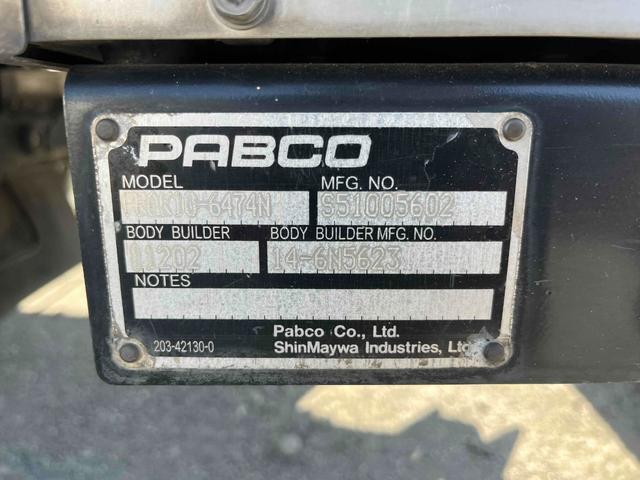 PABCO
MODEL MFG. NO.
S51005602
BODY BUILDER BODY BUILDER MFG. NO.
11202 14-6N5623
NOTES
203-42130-0 Pabco Co., Ltd.
ShinMaywa Industries, Ltd.